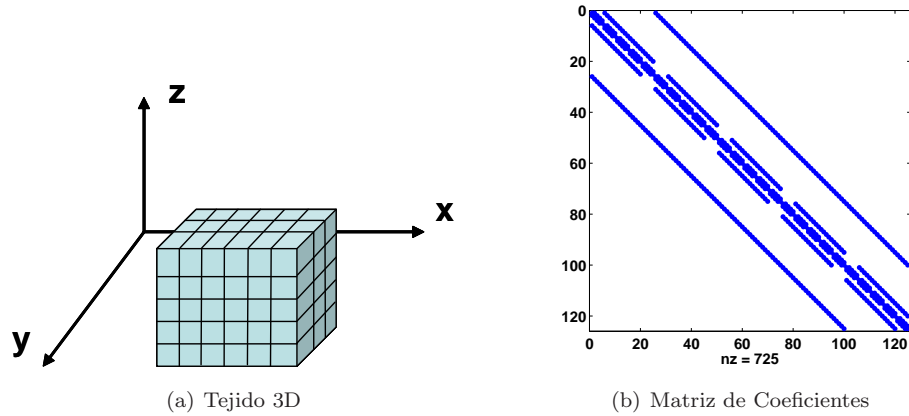 z
x
y
(a) Tejido 3D
0
20
40
60
80
100
120
0 20 40 60 80 100 120
nz = 725
(b) Matriz de Coeficientes